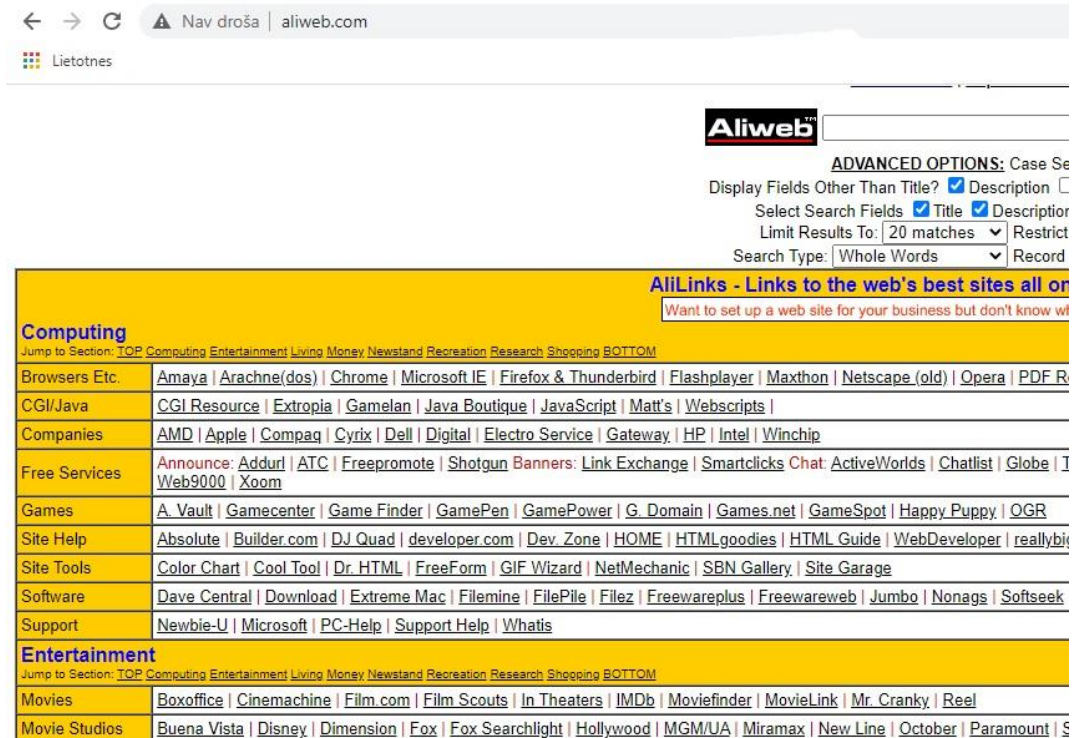 Nav droša | aliweb.com
Lietotnes
Aliweb™
ADVANCED OPTIONS: Case Se
Display Fields Other Than Title? Description
Select Search Fields Title Description
Limit Results To: 20 matches Restrict
Search Type: Whole Words Record
AliLinks - Links to the web's best sites all on
Want to set up a web site for your business but don't know wh
Computing
Jump to Section: TOP Computing Entertainment Living Money Newstand Recreation Research Shopping BOTTOM
Browsers Etc. Amaya | Arachne(dos) | Chrome | Microsoft IE | Firefox & Thunderbird | Flashplayer | Maxthon | Netscape (old) | Opera | PDF Re
CGI/Java CGI Resource | Extropia | Gamelan | Java Boutique | JavaScript | Matt's | Webscripts |
Companies AMD | Apple | Compaq | Cyrix | Dell | Digital | Electro Service | Gateway | HP | Intel | Winchip
Free Services Announce: Addurl | ATC | Freepromote | Shotgun Banners: Link Exchange | Smartclicks Chat: ActiveWorlds | Chatlist | Globe | T
Web9000 | Xoom
Games A. Vault | Gamecenter | Game Finder | GamePen | GamePower | G. Domain | Games.net | GameSpot | Happy Puppy | OGR
Site Help Absolute | Builder.com | DJ Quad | developer.com | Dev. Zone | HOME | HTMLgoodies | HTML Guide | WebDeveloper | reallybig
Site Tools Color Chart | Cool Tool | Dr. HTML | FreeForm | GIF Wizard | NetMechanic | SBN Gallery | Site Garage
Software Dave Central | Download | Extreme Mac | Filemine | FilePile | Filez | Freewareplus | Freewareweb | Jumbo | Nonags | Softseek
Support Newbie-U | Microsoft | PC-Help | Support Help | Whatis
Entertainment
Jump to Section: TOP Computing Entertainment Living Money Newstand Recreation Research Shopping BOTTOM
Movies Boxoffice | Cinemachine | Film.com | Film Scouts | In Theaters | IMDb | Moviefinder | MovieLink | Mr. Cranky | Reel
Movie Studios Buena Vista | Disney | Dimension | Fox | Fox Searchlight | Hollywood | MGM/UA | Miramax | New Line | October | Paramount | S